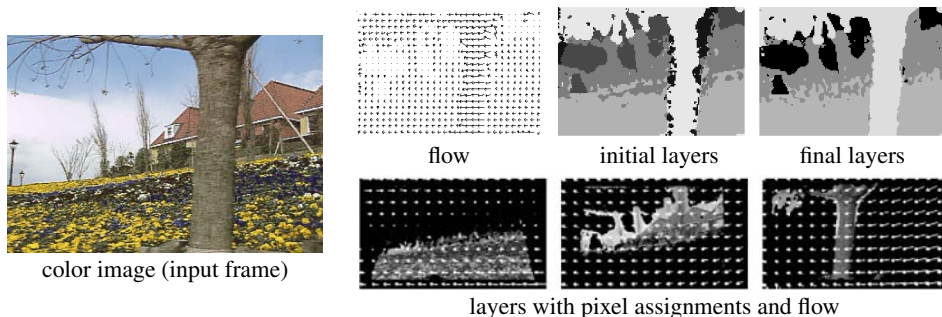 flow
initial layers
final layers
color image (input frame)
layers with pixel assignments and flow